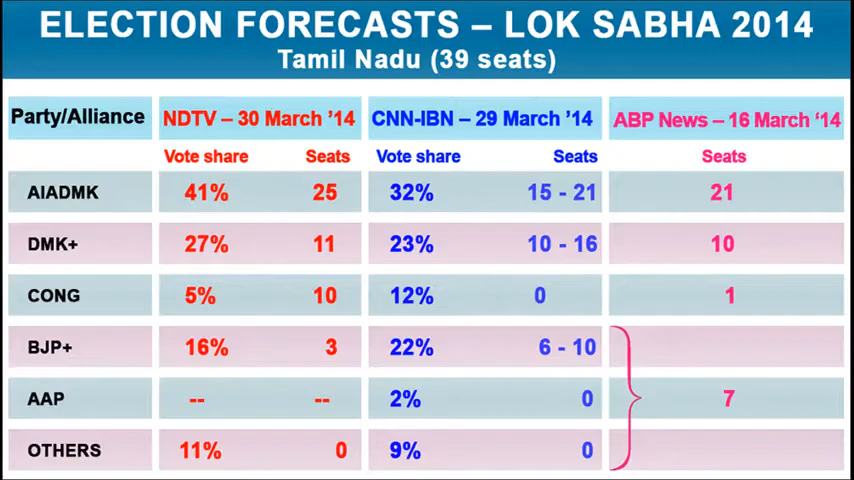 ELECTION FORECASTS – LOK SABHA 2014
Tamil Nadu (39 seats)
Party/Alliance NDTV – 30 March ’14 CNN-IBN – 29 March ’14 ABP News – 16 March ‘14
Vote share Seats Vote share Seats Seats
AIADMK 41% 25 32% 15 - 21 21
DMK+ 27% 11 23% 10 - 16 10
CONG 5% 10 12% 0 1
BJP+ 16% 3 22% 6 - 10
AAP -- -- 2% 0 7
OTHERS 11% 0 9% 0